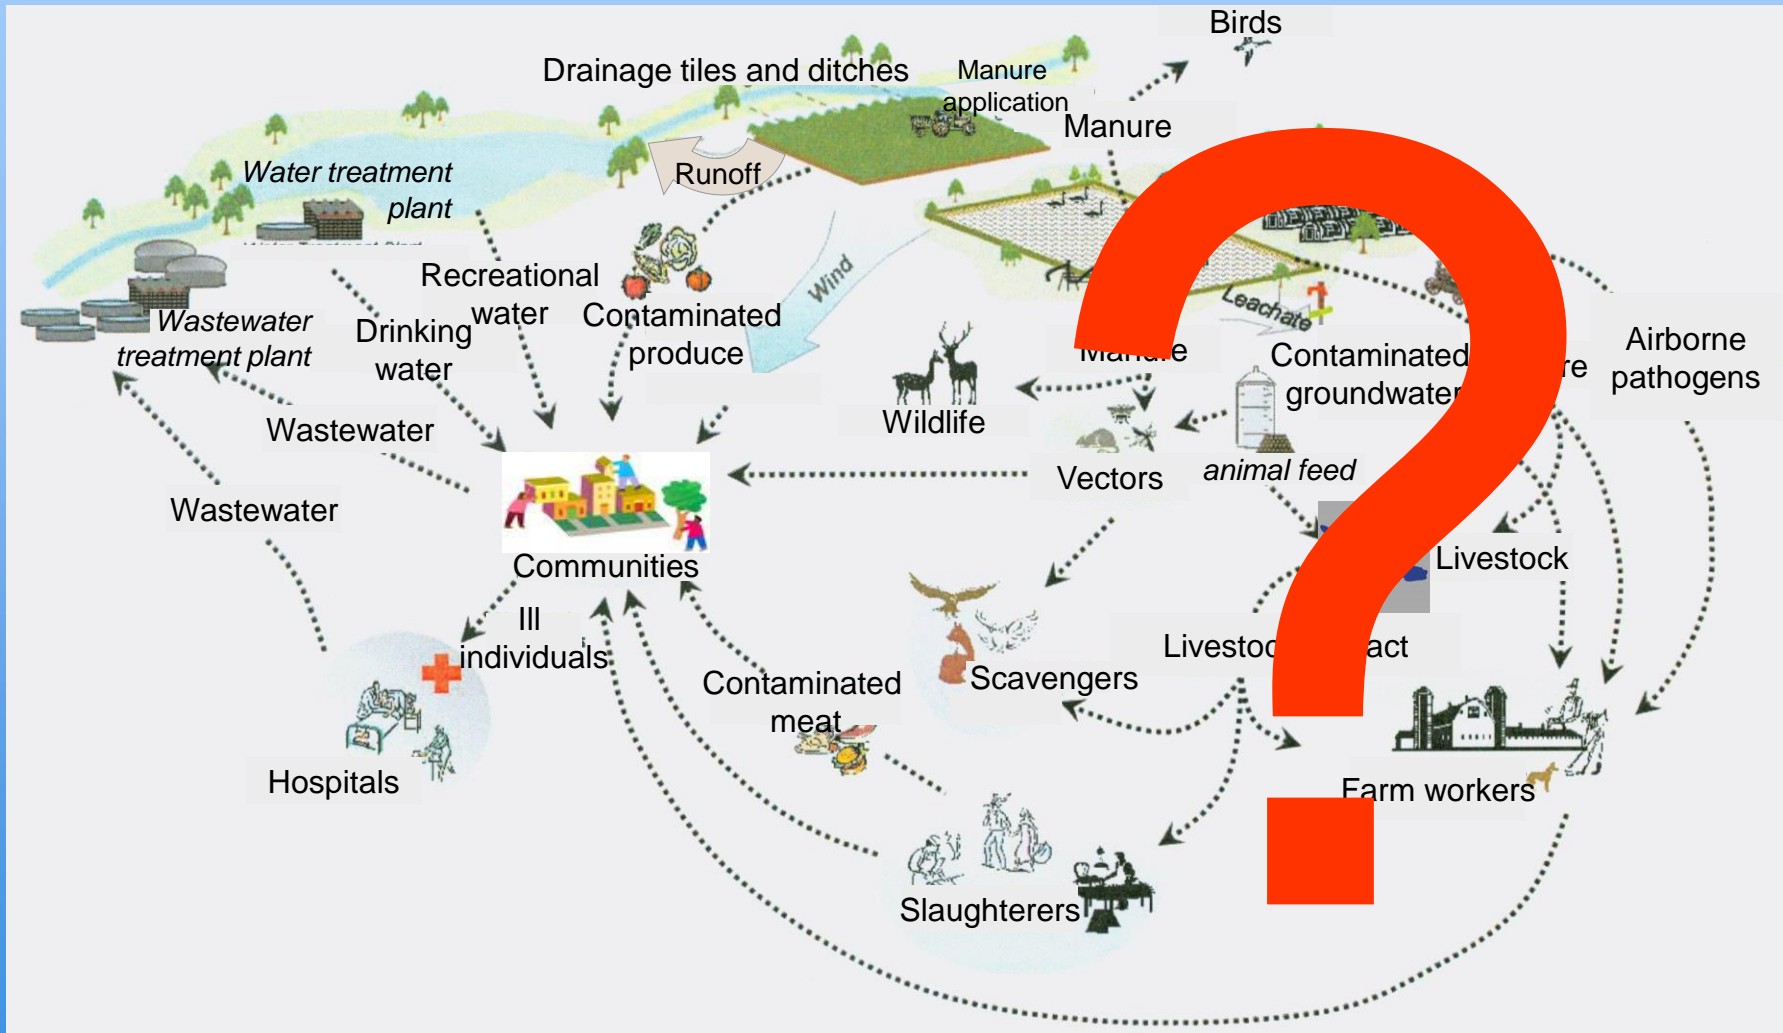 Birds
Drainage tiles and ditches
Manure
application
Manure
Runoff
Water treatment
plant
Wind
Recreational
water
Contaminated
produce
Drinking
water
Wastewater
treatment plant
Leachate
Manure
Contaminated
groundwater
Airborne
pathogens
Wildlife
Wastewater
Vectors
animal feed
Wastewater
Communities
Livestock
Ill
individuals
Livestock
Scavengers
Contaminated
meat
Hospitals
Farm workers
Slaughterers
?